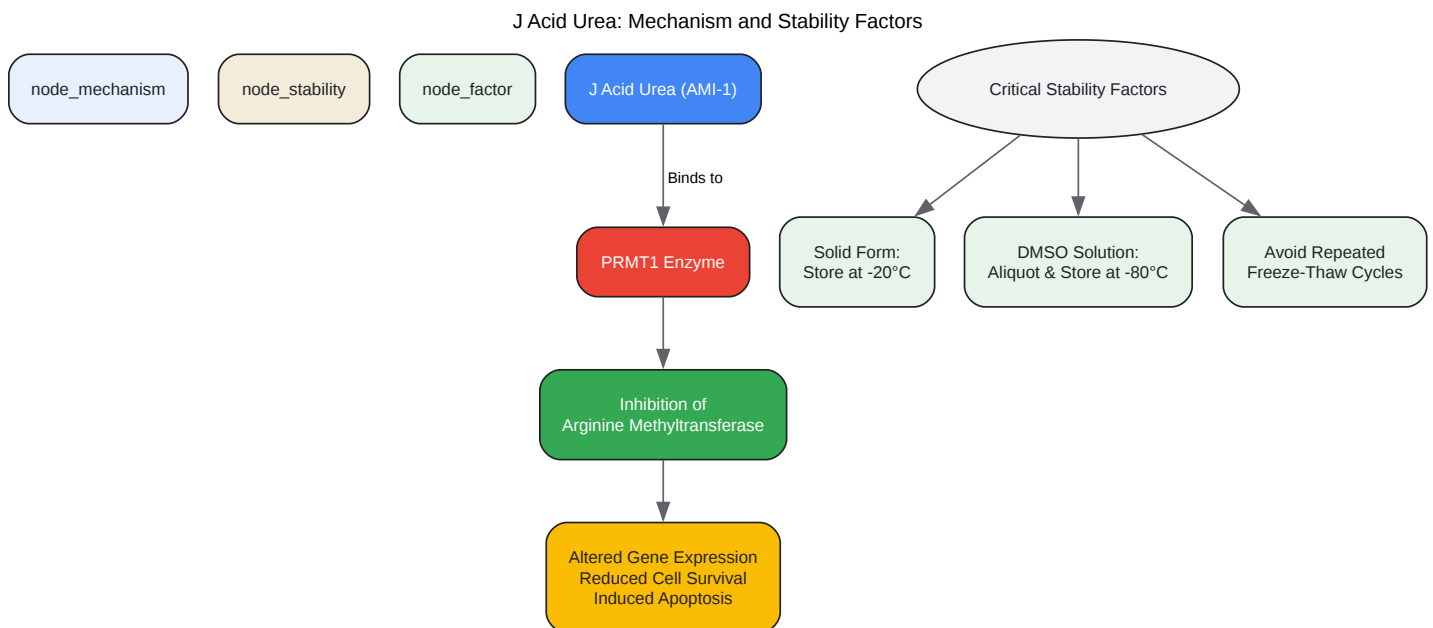 J Acid Urea: Mechanism and Stability Factors
node_mechanism
node_stability
node_factor
J Acid Urea (AMI-1)
Critical Stability Factors
Binds to
PRMT1 Enzyme
Solid Form:
Store at -20°C
DMSO Solution:
Aliquot & Store at -80°C
Avoid Repeated
Freeze-Thaw Cycles
Inhibition of
Arginine Methyltransferase
Altered Gene Expression
Reduced Cell Survival
Induced Apoptosis